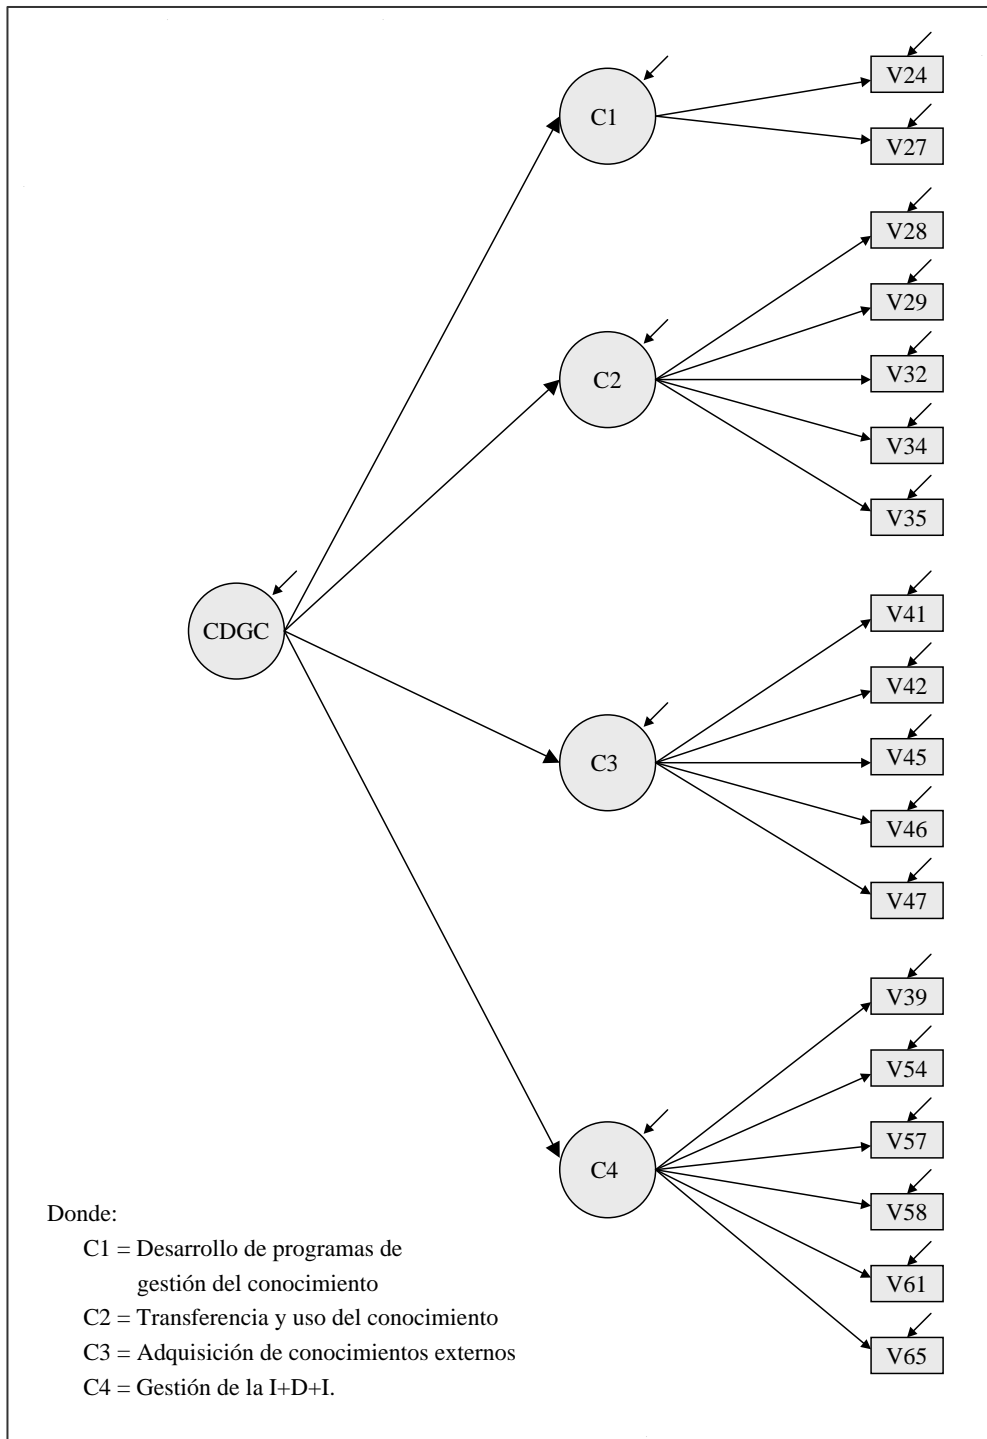 V24
C1
V27
V28
V29
C2
V32
V34
V35
V41
CDGC
V42
C3
V45
V46
V47
V39
V54
V57
C4
V58
V61
V65
Donde:
C1 = Desarrollo de programas de
gestión del conocimiento
C2 = Transferencia y uso del conocimiento
C3 = Adquisición de conocimientos externos
C4 = Gestión de la I+D+I.